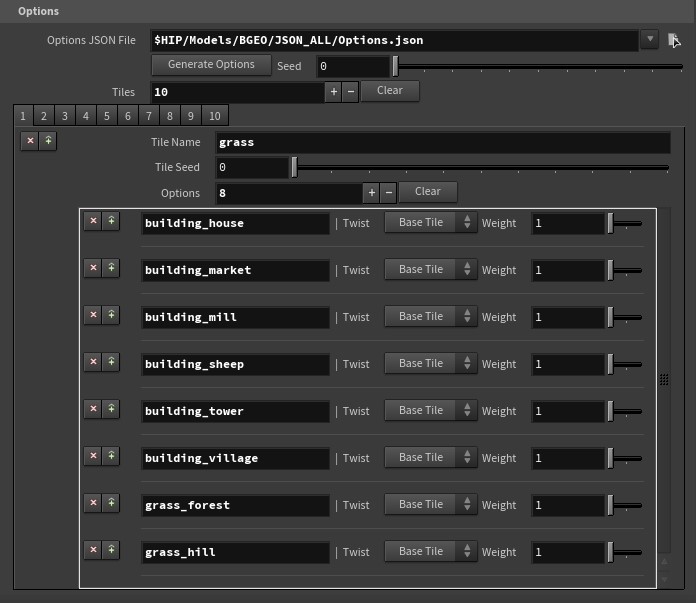 Options
Options JSON File $HIP/Models/BGEO/JSON_ALL/Options.json
Generate Options Seed 0
Tiles 10 + − Clear
1 2 3 4 5 6 7 8 9 10
Tile Name grass
Tile Seed 0
Options 8 + − Clear
building_house | Twist Base Tile Weight 1
building_market | Twist Base Tile Weight 1
building_mill | Twist Base Tile Weight 1
building_sheep | Twist Base Tile Weight 1
building_tower | Twist Base Tile Weight 1
building_village | Twist Base Tile Weight 1
grass_forest | Twist Base Tile Weight 1
grass_hill | Twist Base Tile Weight 1